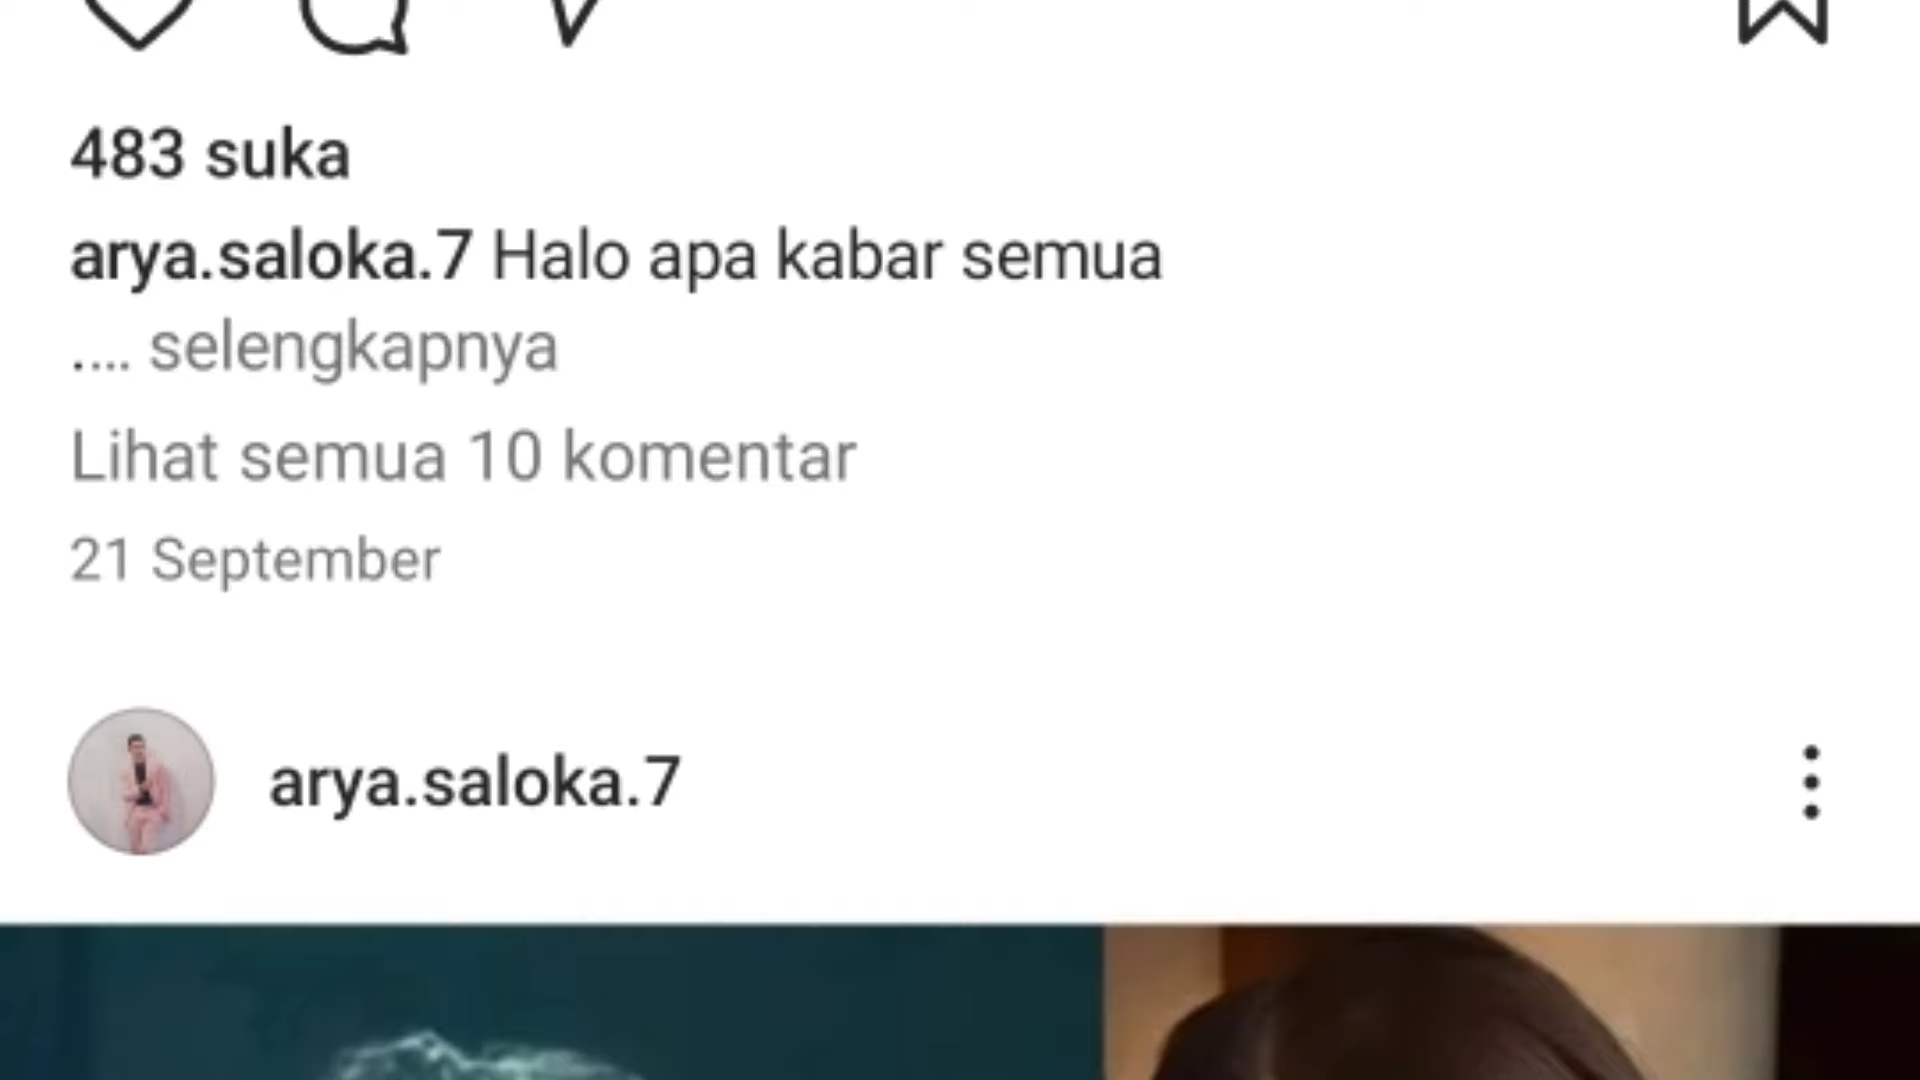 483 suka
arya.saloka.7 Halo apa kabar semua
.... selengkapnya
Lihat semua 10 komentar
21 September
arya.saloka.7